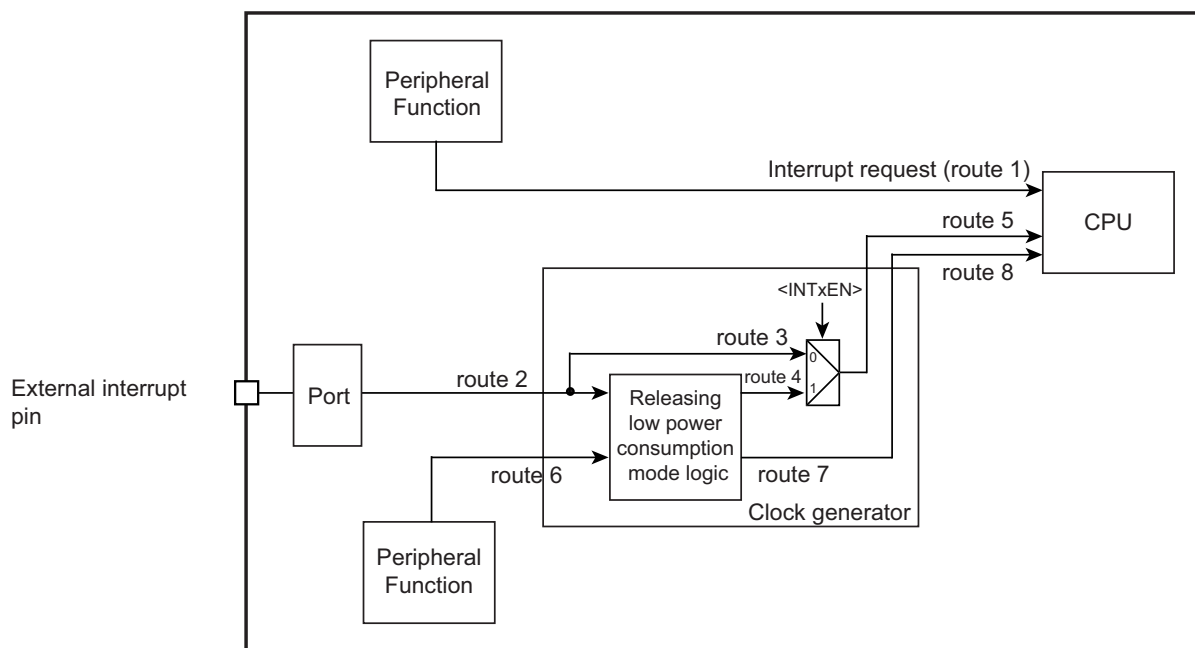 Peripheral
Function
Interrupt request (route 1)
CPU
route 5
route 8
<INTxEN>
route 3
0
External interrupt
pin
Port
route 2
route 4
1
Releasing
low power
consumption
mode logic
route 6
route 7
Clock generator
Peripheral
Function